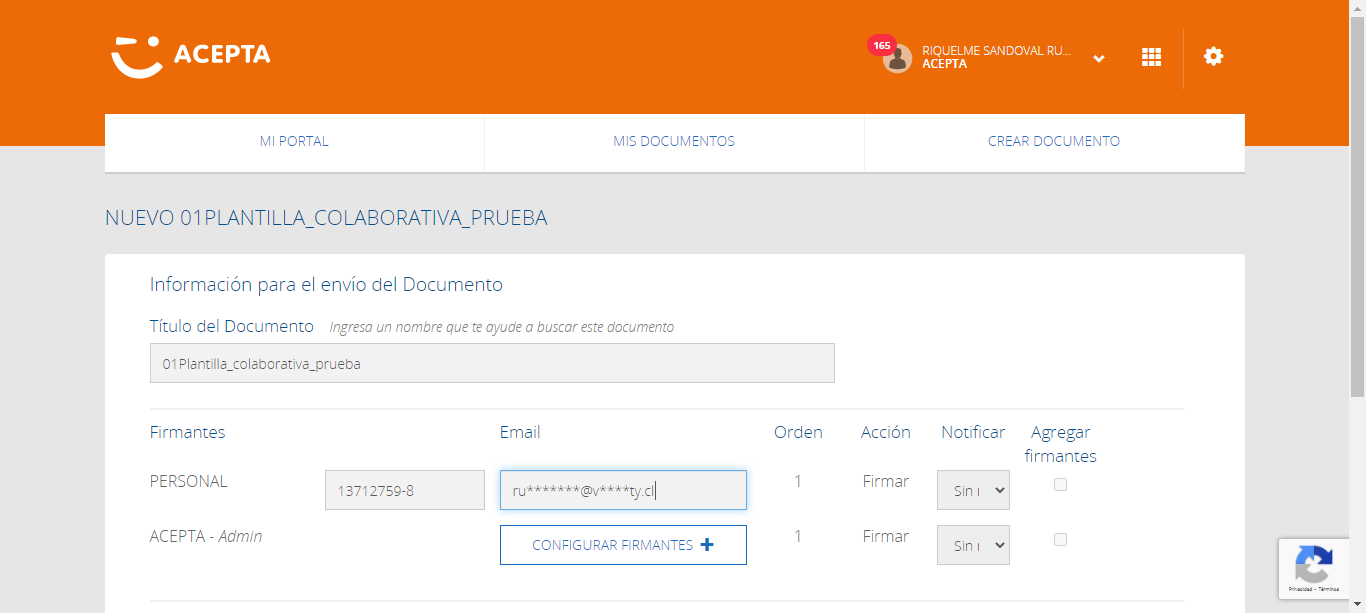 ACEPTA
165
RIQUELME SANDOVAL RU...
ACEPTA
MI PORTAL
MIS DOCUMENTOS
CREAR DOCUMENTO
NUEVO 01PLANTILLA_COLABORATIVA_PRUEBA
Información para el envío del Documento
Título del Documento Ingresa un nombre que te ayude a buscar este documento
01Plantilla_colaborativa_prueba
Firmantes Email Orden Acción Notificar Agregar firmantes
PERSONAL 13712759-8 ru*******@v****ty.cl 1 Firmar Sin
ACEPTA - Admin CONFIGURAR FIRMANTES + 1 Firmar Sin
Privacidad - Términos